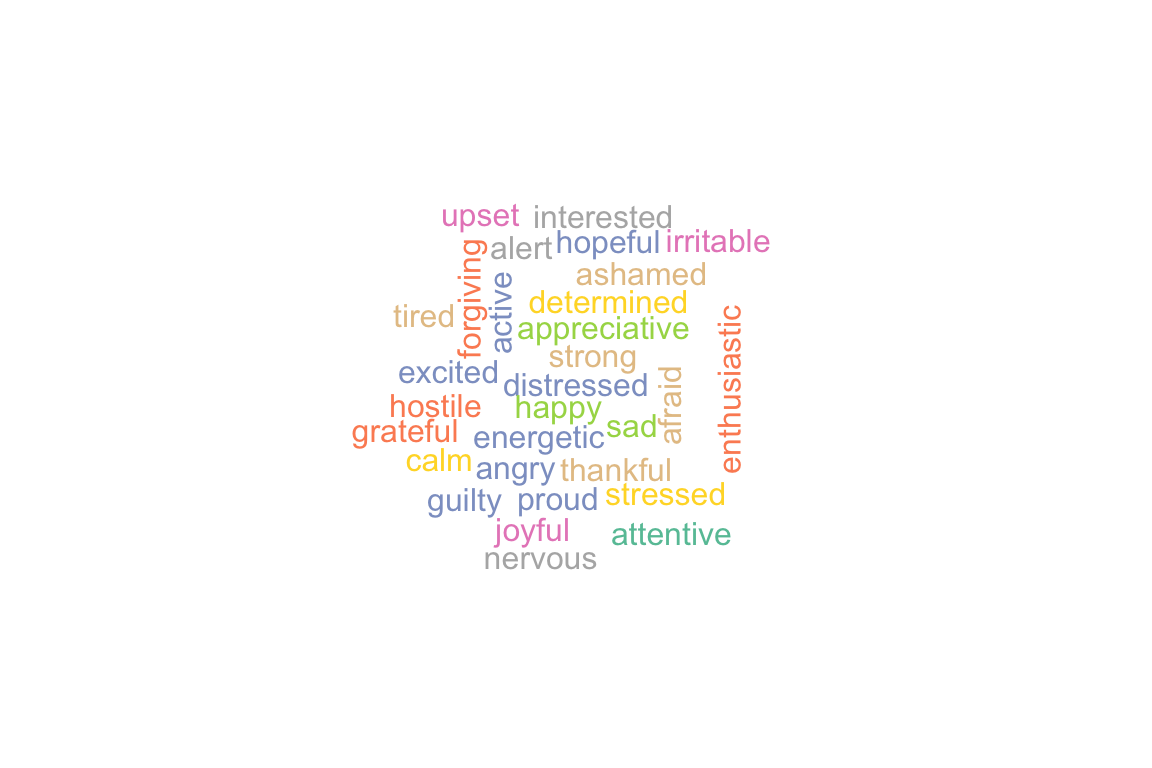 upset interested
alert hopeful irritable
forgiving
ashamed
active
determined
tired
appreciative
enthusiastic
strong
excited
distressed
afraid
hostile
happy
grateful
energetic sad
calm
angry thankful
guilty proud stressed
joyful
attentive
nervous